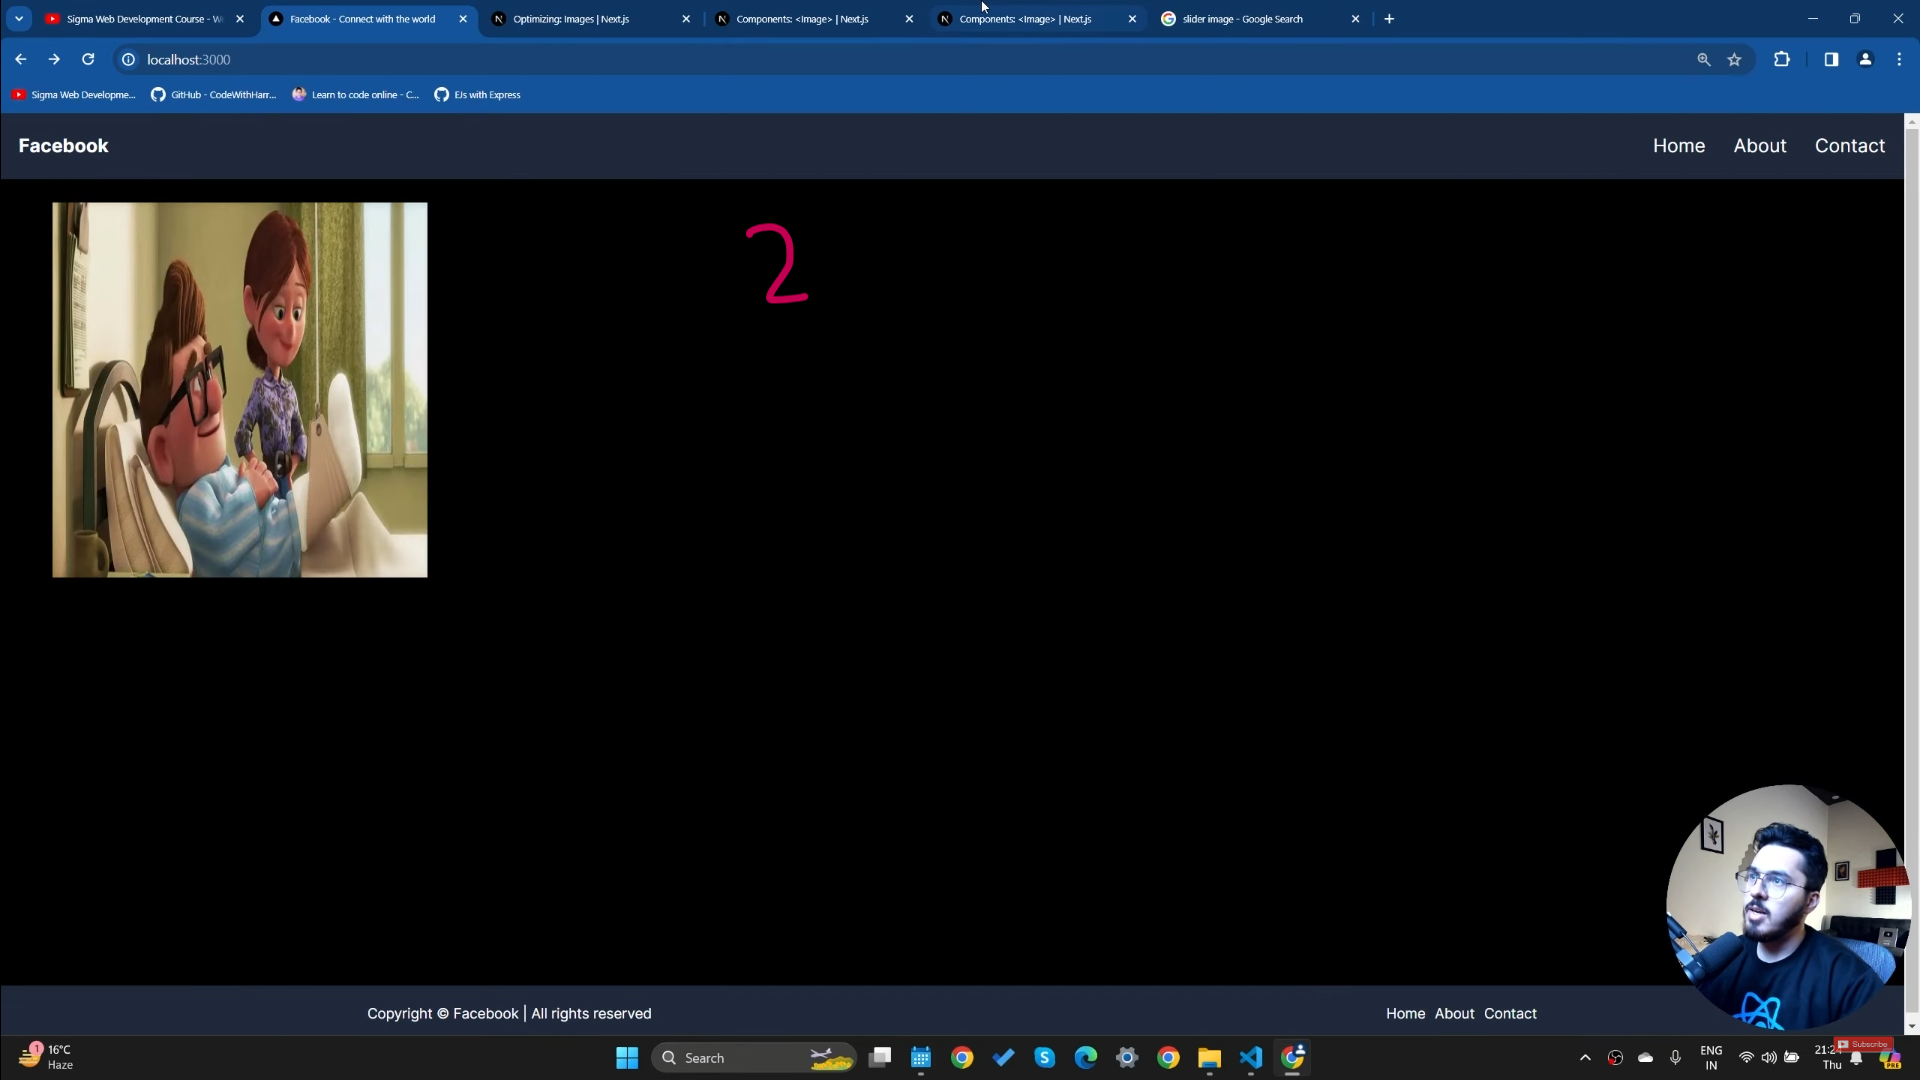 Sigma Web Development Course - W
Facebook - Connect with the world
Optimizing: Images | Next.js
Components: <Image> | Next.js
Components: <Image> | Next.js
slider image - Google Search
localhost:3000
Sigma Web Developme...
GitHub - CodeWithHarr...
Learn to code online - C...
EJs with Express
Facebook
Home
About
Contact
2
Copyright © Facebook | All rights reserved
Home About Contact
Subscribe
1
16°C
Haze
Search
ENG
IN
Thu
PRE